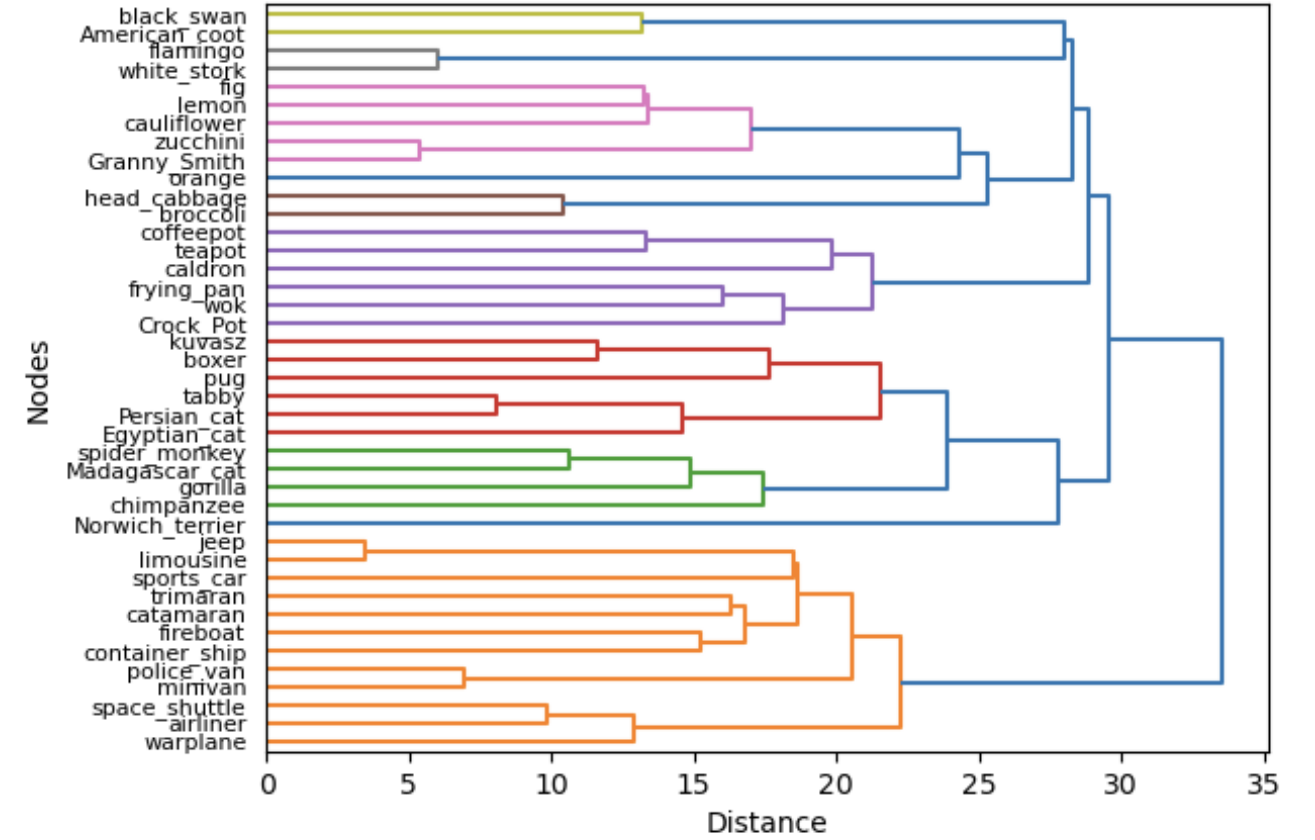 black_swan
American_coot
flamingo
white_stork
fig
lemon
cauliflower
zucchini
Granny_Smith
orange
head_cabbage
broccoli
coffeepot
teapot
caldron
frying_pan
wok
Crock_Pot
kuvasz
boxer
pug
tabby
Persian_cat
Egyptian_cat
spider_monkey
Madagascar_cat
gorilla
chimpanzee
Norwich_terrier
jeep
limousine
sports_car
trimaran
catamaran
fireboat
container_ship
police_van
minivan
space_shuttle
airliner
warplane
Nodes
0 5 10 15 20 25 30 35
Distance